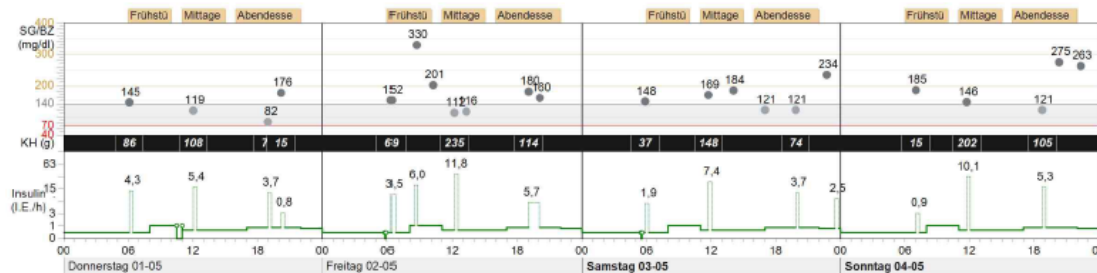 Frühstü Mittage Abendesse Frühstü Mittage Abendesse Frühstü Mittage Abendesse Frühstü Mittage Abendesse
400
SG/BZ
(mg/dl)
300
200
140
70
40
145 119 82 176 152 330 201 112 116 180 160 148 169 184 121 121 234 185 146 121 275 263
KH (g) 86 108 7 15 69 235 114 37 148 74 15 202 105
63
15
Insulin
(I.E./h)
3
1
0
4,3 5,4 3,7 0,8 3,5 6,0 11,8 5,7 1,9 7,4 3,7 2,5 0,9 10,1 5,3
00 06 12 18 00 06 12 18 00 06 12 18 00 06 12 18
Donnerstag 01-05 Freitag 02-05 Samstag 03-05 Sonntag 04-05